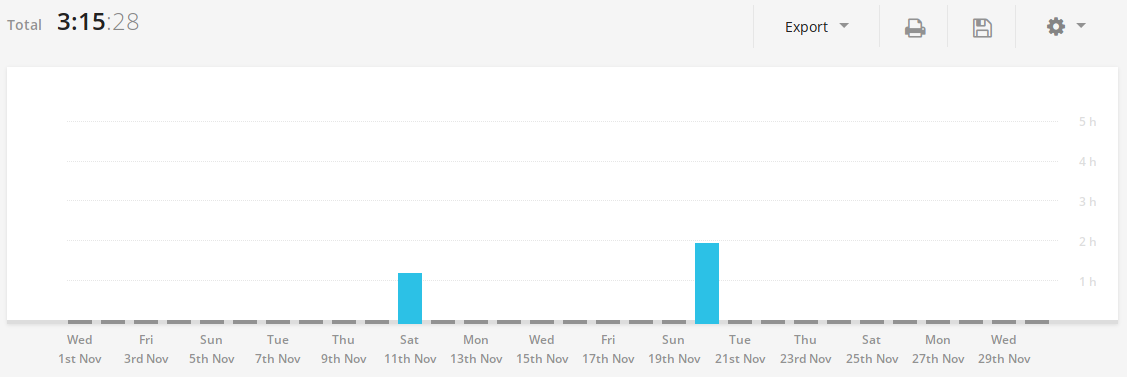 Total 3:15:28 Export
5 h
4 h
3 h
2 h
1 h
Wed Fri Sun Tue Thu Sat Mon Wed Fri Sun Tue Thu Sat Mon Wed
1st Nov 3rd Nov 5th Nov 7th Nov 9th Nov 11th Nov 13th Nov 15th Nov 17th Nov 19th Nov 21st Nov 23rd Nov 25th Nov 27th Nov 29th Nov